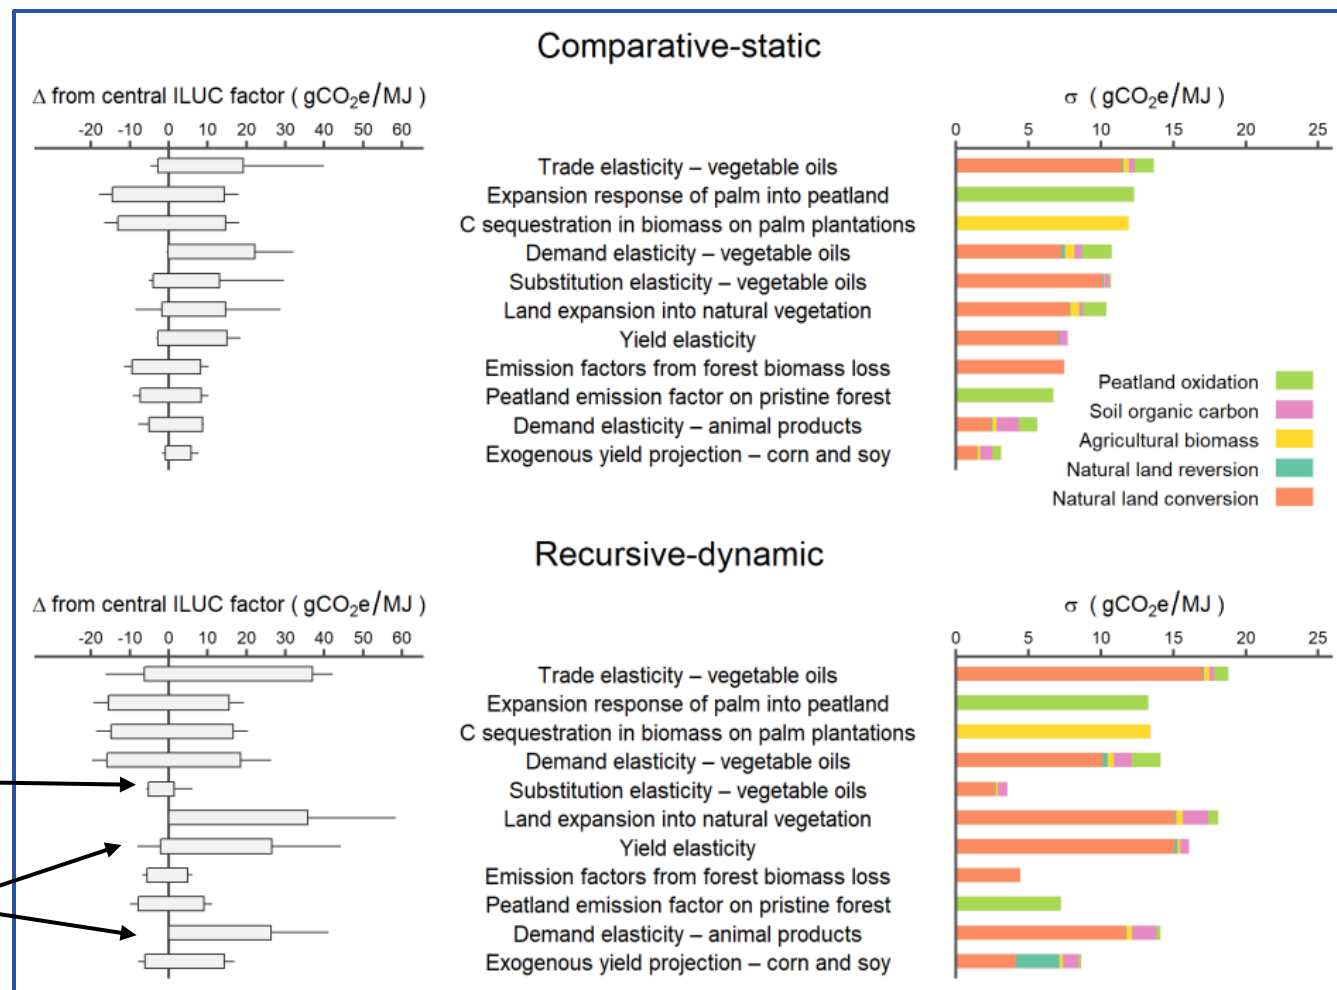 Comparative-static
Δ from central ILUC factor ( gCO₂e/MJ )
σ ( gCO₂e/MJ )
-20 -10 0 10 20 30 40 50 60
0 5 10 15 20 25
Trade elasticity – vegetable oils
Expansion response of palm into peatland
C sequestration in biomass on palm plantations
Demand elasticity – vegetable oils
Substitution elasticity – vegetable oils
Land expansion into natural vegetation
Yield elasticity
Emission factors from forest biomass loss
Peatland emission factor on pristine forest
Demand elasticity – animal products
Exogenous yield projection – corn and soy
Peatland oxidation
Soil organic carbon
Agricultural biomass
Natural land reversion
Natural land conversion
Recursive-dynamic
Δ from central ILUC factor ( gCO₂e/MJ )
σ ( gCO₂e/MJ )
-20 -10 0 10 20 30 40 50 60
0 5 10 15 20 25
Trade elasticity – vegetable oils
Expansion response of palm into peatland
C sequestration in biomass on palm plantations
Demand elasticity – vegetable oils
Substitution elasticity – vegetable oils
Land expansion into natural vegetation
Yield elasticity
Emission factors from forest biomass loss
Peatland emission factor on pristine forest
Demand elasticity – animal products
Exogenous yield projection – corn and soy